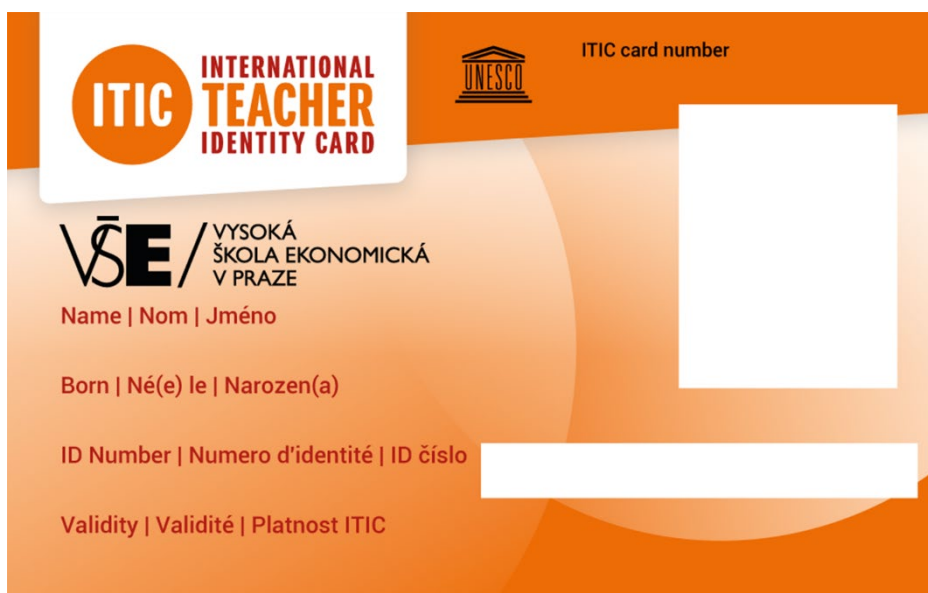 ITIC
INTERNATIONAL
TEACHER
IDENTITY CARD
UNESCO
ITIC card number
VŠE / VYSOKÁ
ŠKOLA EKONOMICKÁ
V PRAZE
Name | Nom | Jméno
Born | Né(e) le | Narozen(a)
ID Number | Numero d'identité | ID číslo
Validity | Validité | Platnost ITIC